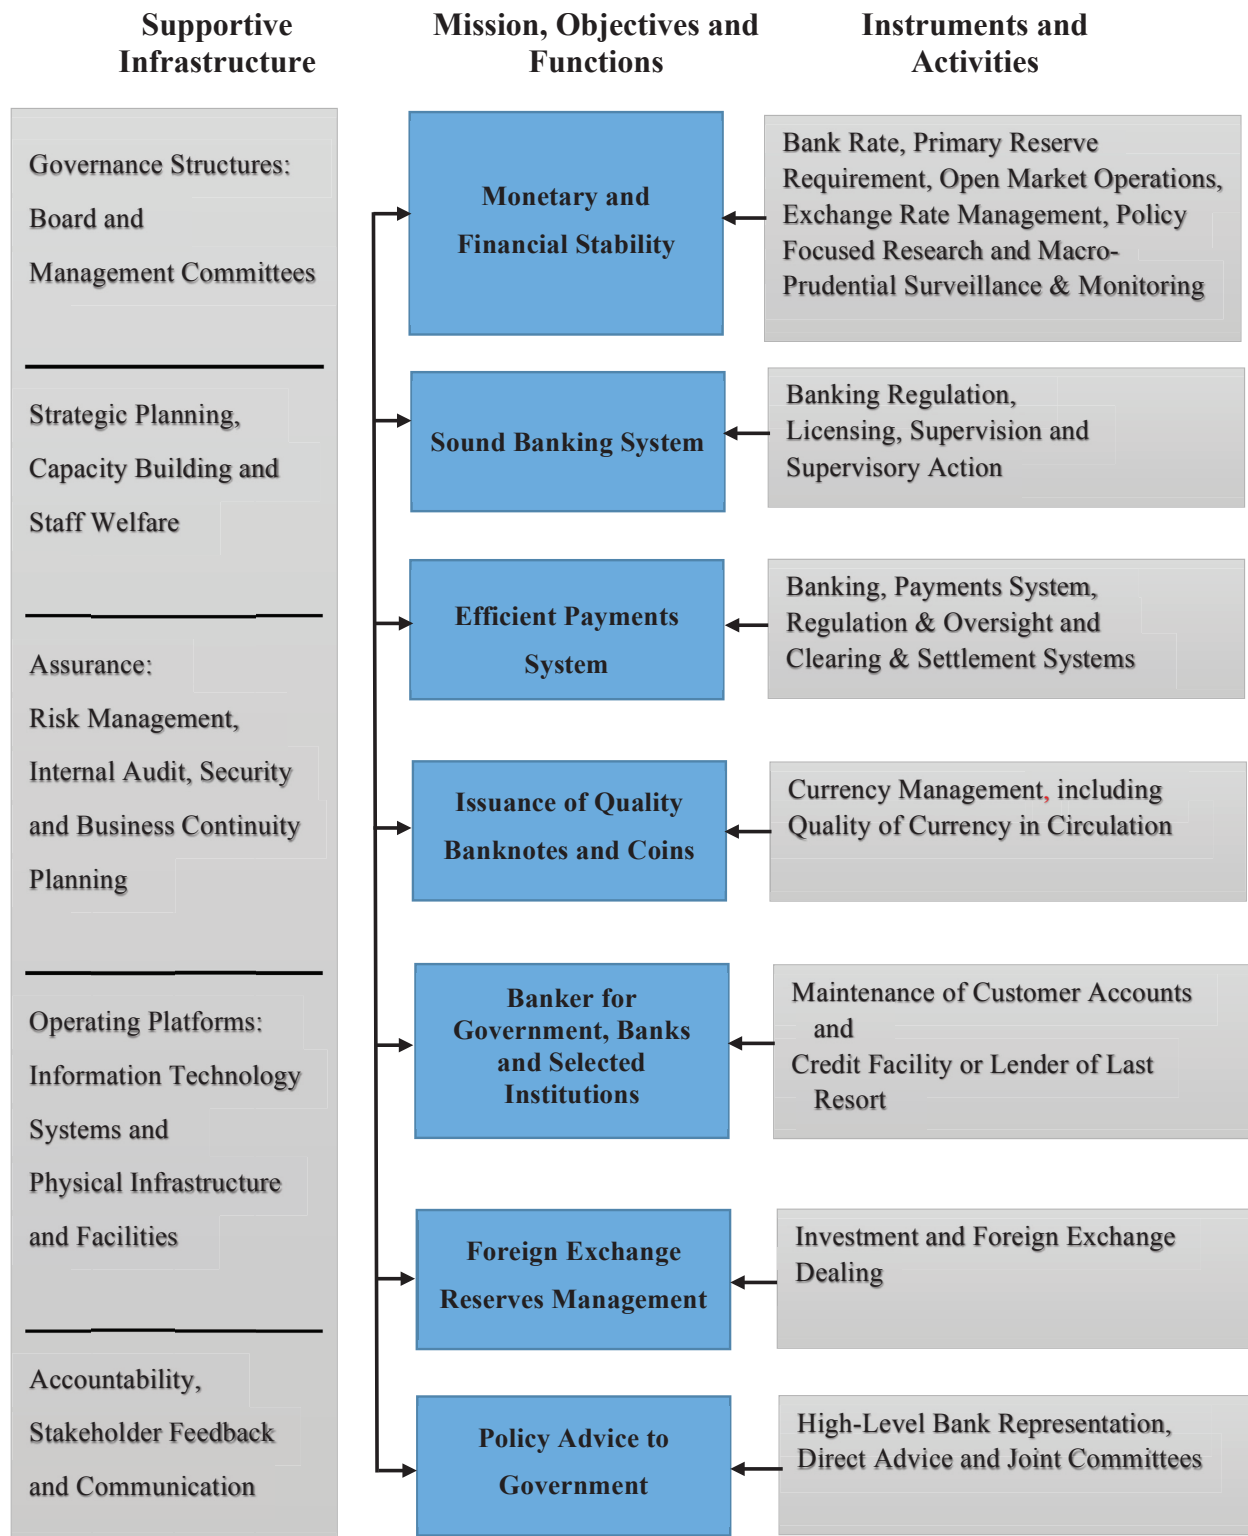 Supportive
Infrastructure
Mission, Objectives and
Functions
Instruments and
Activities
Governance Structures:
Board and
Management Committees
Strategic Planning,
Capacity Building and
Staff Welfare
Assurance:
Risk Management,
Internal Audit, Security
and Business Continuity
Planning
Operating Platforms:
Information Technology
Systems and
Physical Infrastructure
and Facilities
Accountability,
Stakeholder Feedback
and Communication
Monetary and
Financial Stability
Bank Rate, Primary Reserve
Requirement, Open Market Operations,
Exchange Rate Management, Policy
Focused Research and Macro-
Prudential Surveillance & Monitoring
Sound Banking System
Banking Regulation,
Licensing, Supervision and
Supervisory Action
Efficient Payments
System
Banking, Payments System,
Regulation & Oversight and
Clearing & Settlement Systems
Issuance of Quality
Banknotes and Coins
Currency Management, including
Quality of Currency in Circulation
Banker for
Government, Banks
and Selected
Institutions
Maintenance of Customer Accounts
and
Credit Facility or Lender of Last
Resort
Foreign Exchange
Reserves Management
Investment and Foreign Exchange
Dealing
Policy Advice to
Government
High-Level Bank Representation,
Direct Advice and Joint Committees